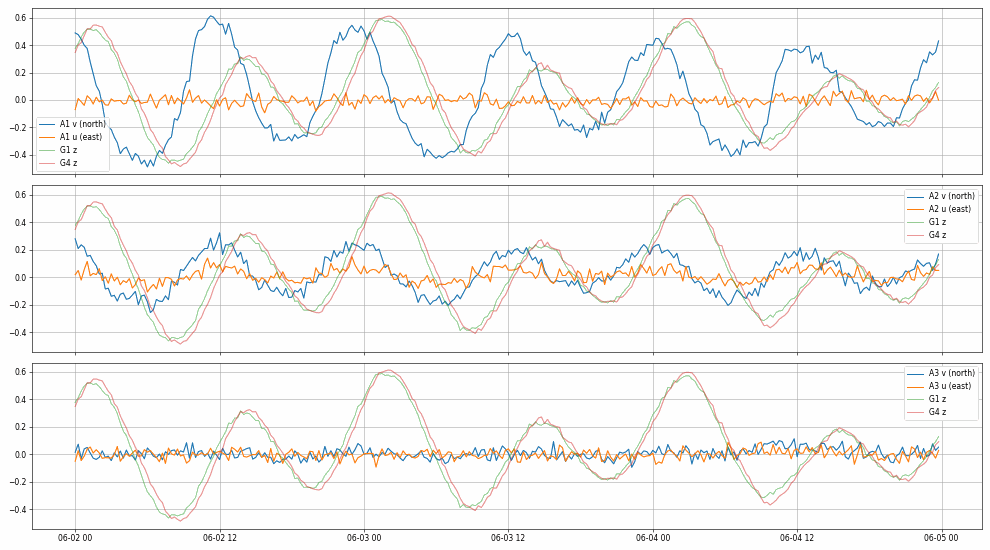 0.6
0.4
0.2
0.0
−0.2
−0.4
A1 v (north)
A1 u (east)
G1 z
G4 z
0.6
0.4
0.2
0.0
−0.2
−0.4
A2 v (north)
A2 u (east)
G1 z
G4 z
0.6
0.4
0.2
0.0
−0.2
−0.4
A3 v (north)
A3 u (east)
G1 z
G4 z
06-02 00
06-02 12
06-03 00
06-03 12
06-04 00
06-04 12
06-05 00